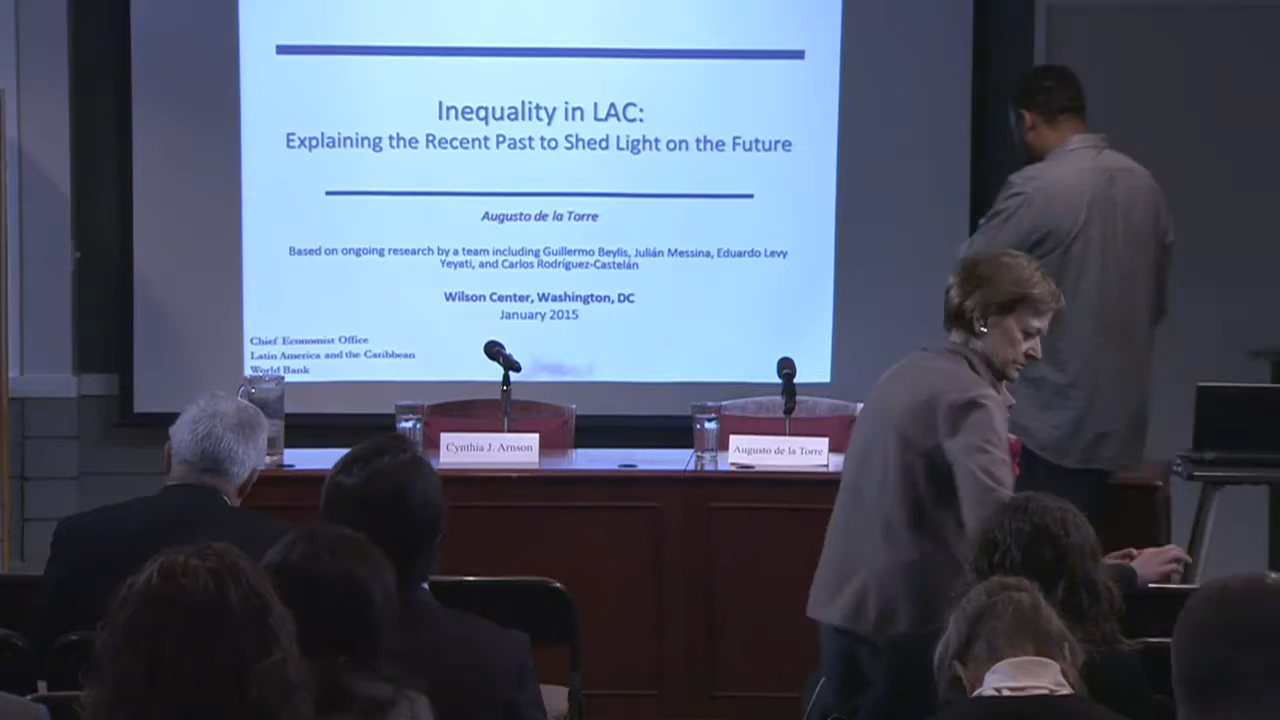 Inequality in LAC:
Explaining the Recent Past to Shed Light on the Future
Augusto de la Torre
Based on ongoing research by a team including Guillermo Beylis, Julián Messina, Eduardo Levy
Yeyati, and Carlos Rodríguez-Castelán
Wilson Center, Washington, DC
January 2015
Chief Economist Office
Latin America and the Caribbean
World Bank
Cynthia J. Arnson
Augusto de la Torre